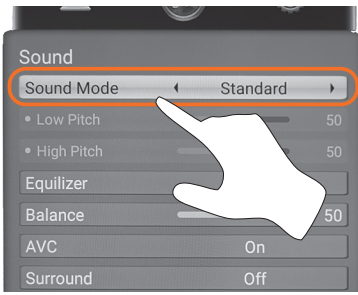 Sound
Sound Mode Standard
• Low Pitch 50
• High Pitch 50
Equilizer
Balance 50
AVC On
Surround Off